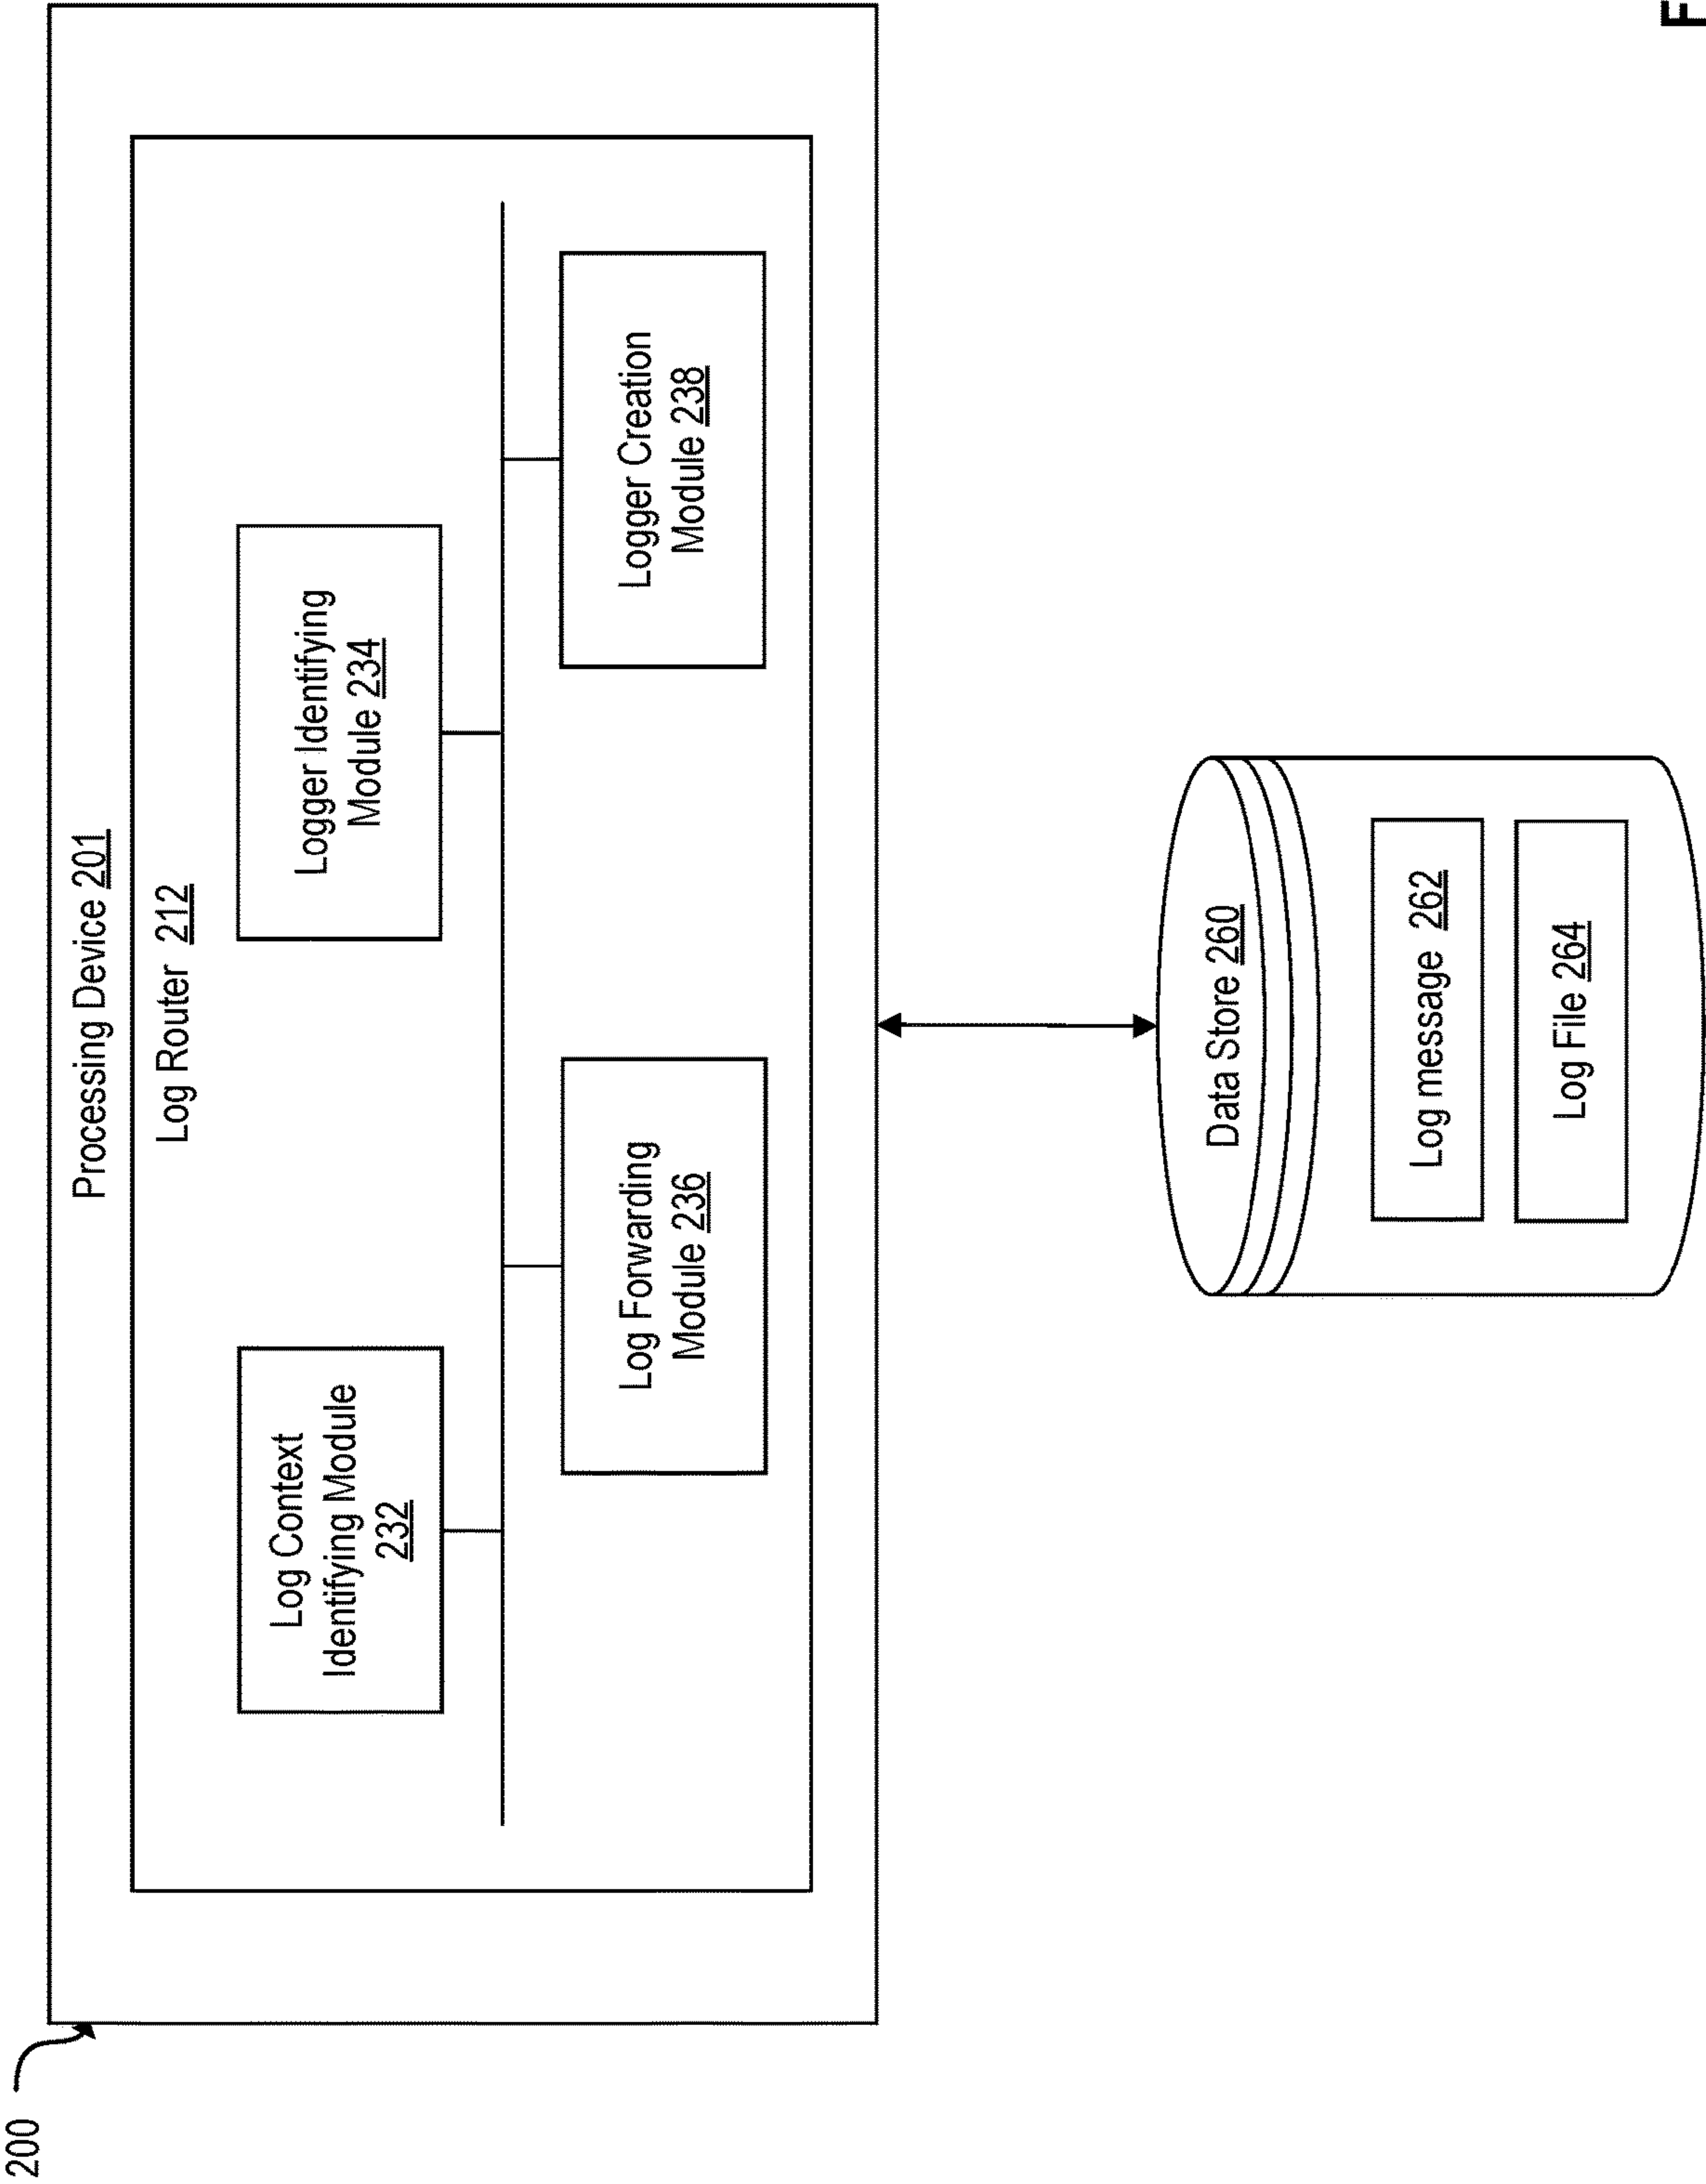 200
Processing Device 201
Log Router 212
Log Context
Identifying Module
232
Logger Identifying
Module 234
Log Forwarding
Module 236
Logger Creation
Module 238
Data Store 260
Log message 262
Log File 264
F